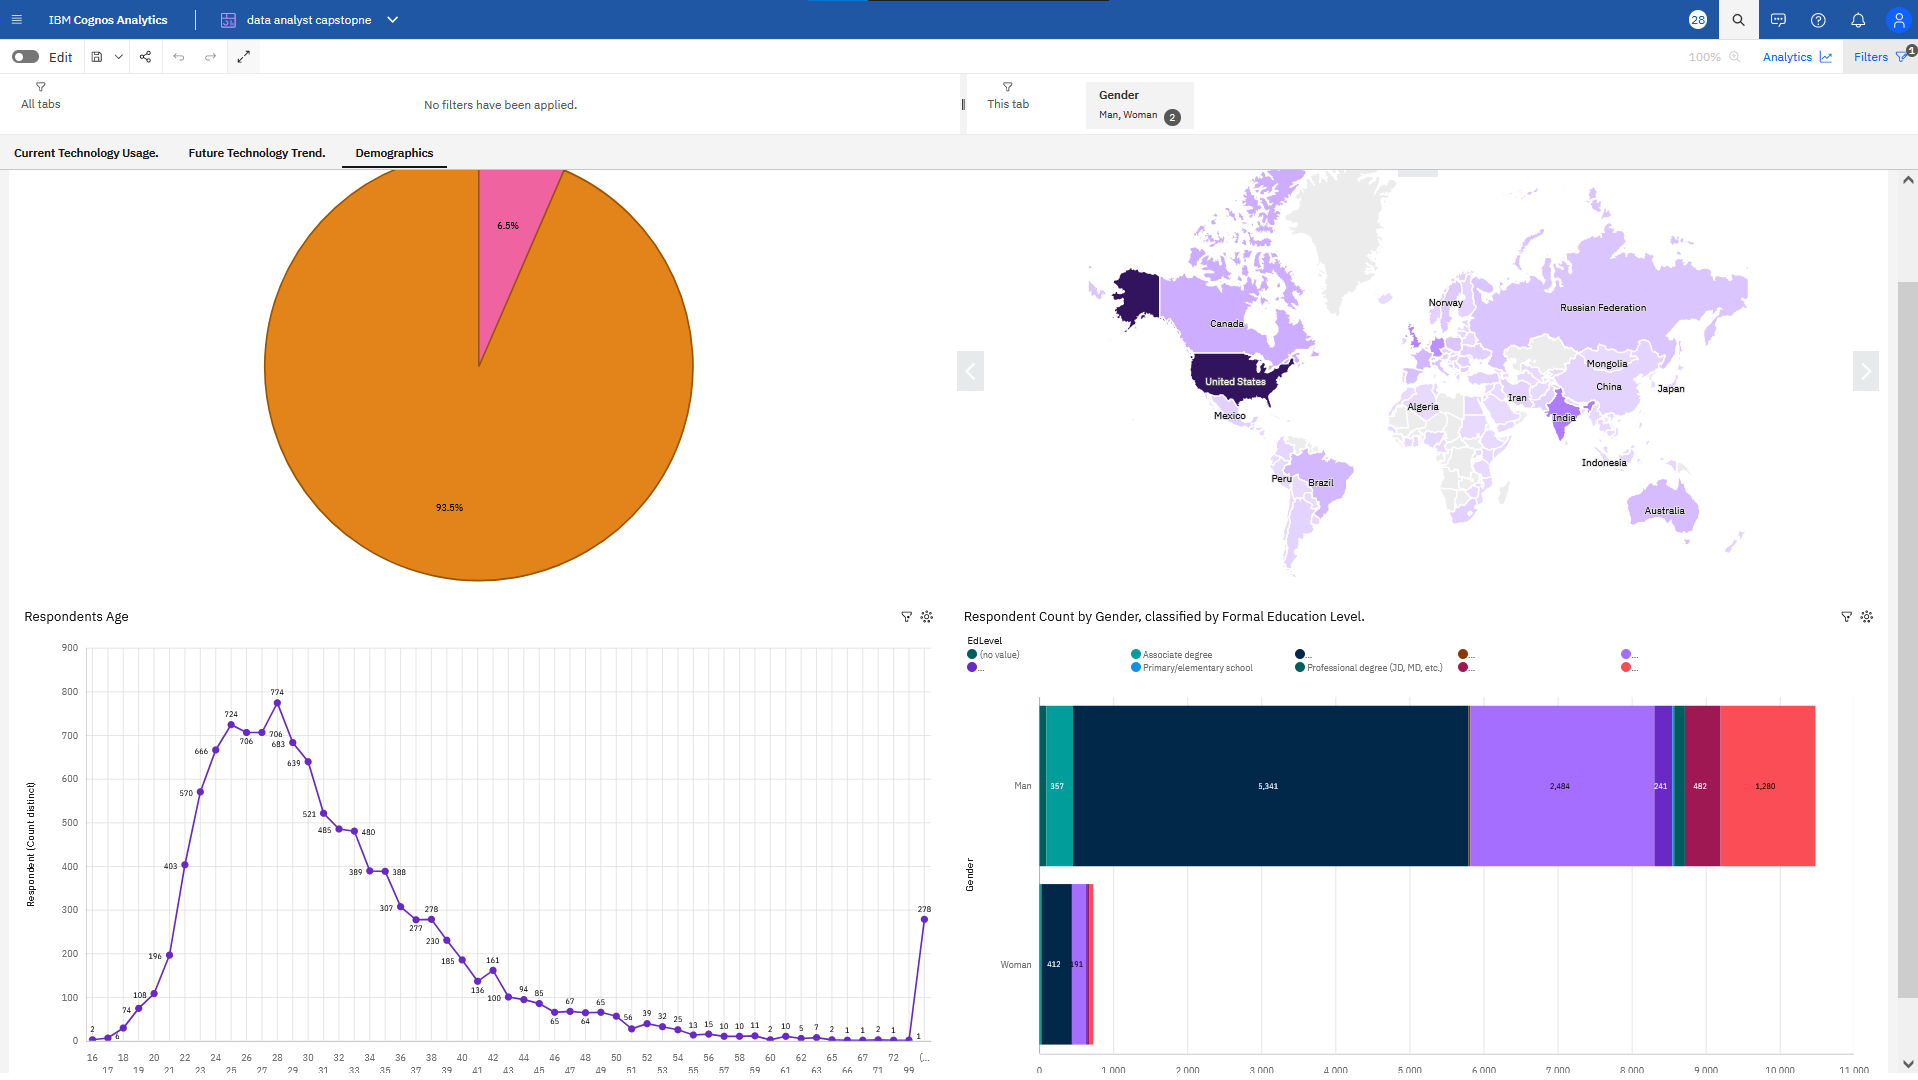 IBM Cognos Analytics
data analyst capstopne
28
Edit
100%
Analytics
Filters
1
All tabs
No filters have been applied.
This tab
Gender
Man, Woman
2
Current Technology Usage.
Future Technology Trend.
Demographics
6.5%
93.5%
Norway
Russian Federation
Canada
Mongolia
United States
China
Japan
Iran
Mexico
Algeria
India
Indonesia
Peru
Brazil
Australia
Respondents Age
Respondent (Count distinct)
900
800
700
600
500
400
300
200
100
0
2
6
74
108
196
403
570
666
724
706
706
774
683
639
521
485
480
389
388
307
277
278
230
185
136
161
100
94
85
65
67
64
65
56
39
32
25
13
15
10
10
11
2
10
5
7
2
1
1
2
1
1
278
16 18 20 22 24 26 28 30 32 34 36 38 40 42 44 46 48 50 52 54 56 58 60 62 65 67 72 (...
17 19 21 23 25 27 29 31 33 35 37 39 41 43 45 47 49 51 53 55 57 59 61 63 66 71 99
Respondent Count by Gender, classified by Formal Education Level.
EdLevel
(no value) Associate degree ... ... ...
... Primary/elementary school Professional degree (JD, MD, etc.) ... ...
Gender
Man
357
5,341
2,484
241
482
1,280
Woman
412
191
0 1,000 2,000 3,000 4,000 5,000 6,000 7,000 8,000 9,000 10,000 11,000